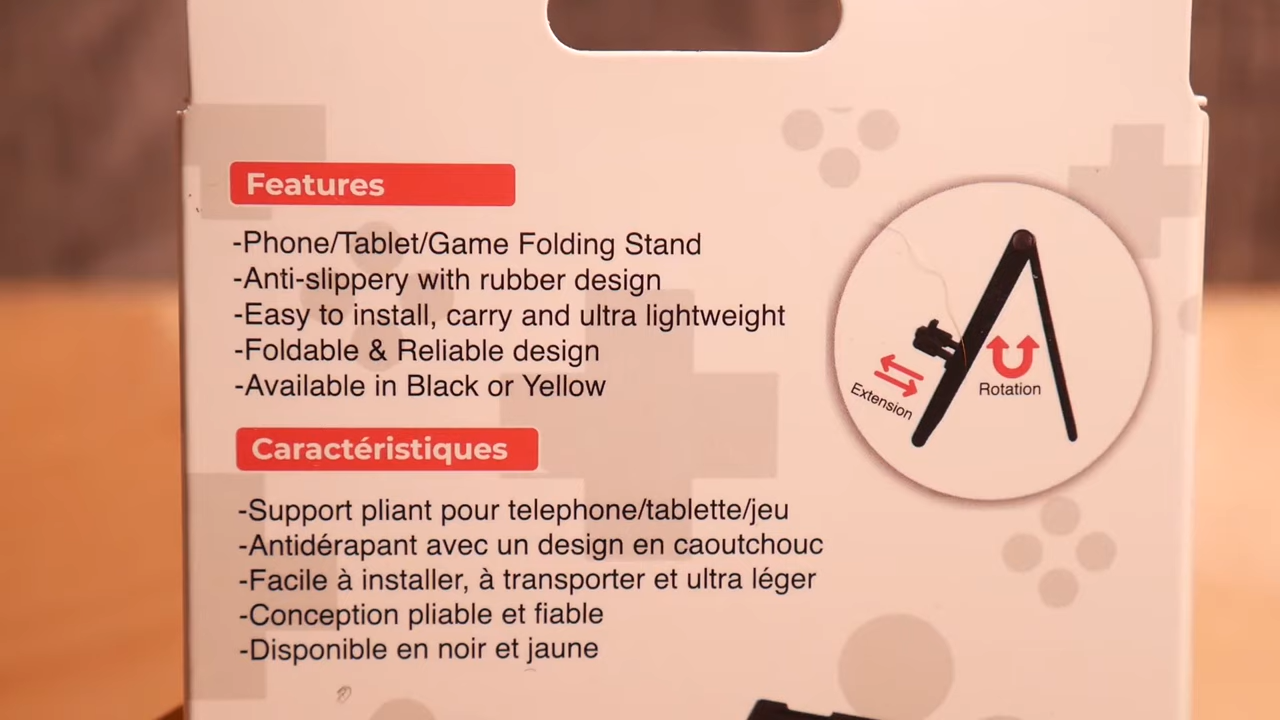 Features
-Phone/Tablet/Game Folding Stand
-Anti-slippery with rubber design
-Easy to install, carry and ultra lightweight
-Foldable & Reliable design
-Available in Black or Yellow
Extension
Rotation
Caractéristiques
-Support pliant pour telephone/tablette/jeu
-Antidérapant avec un design en caoutchouc
-Facile à installer, à transporter et ultra léger
-Conception pliable et fiable
-Disponible en noir et jaune